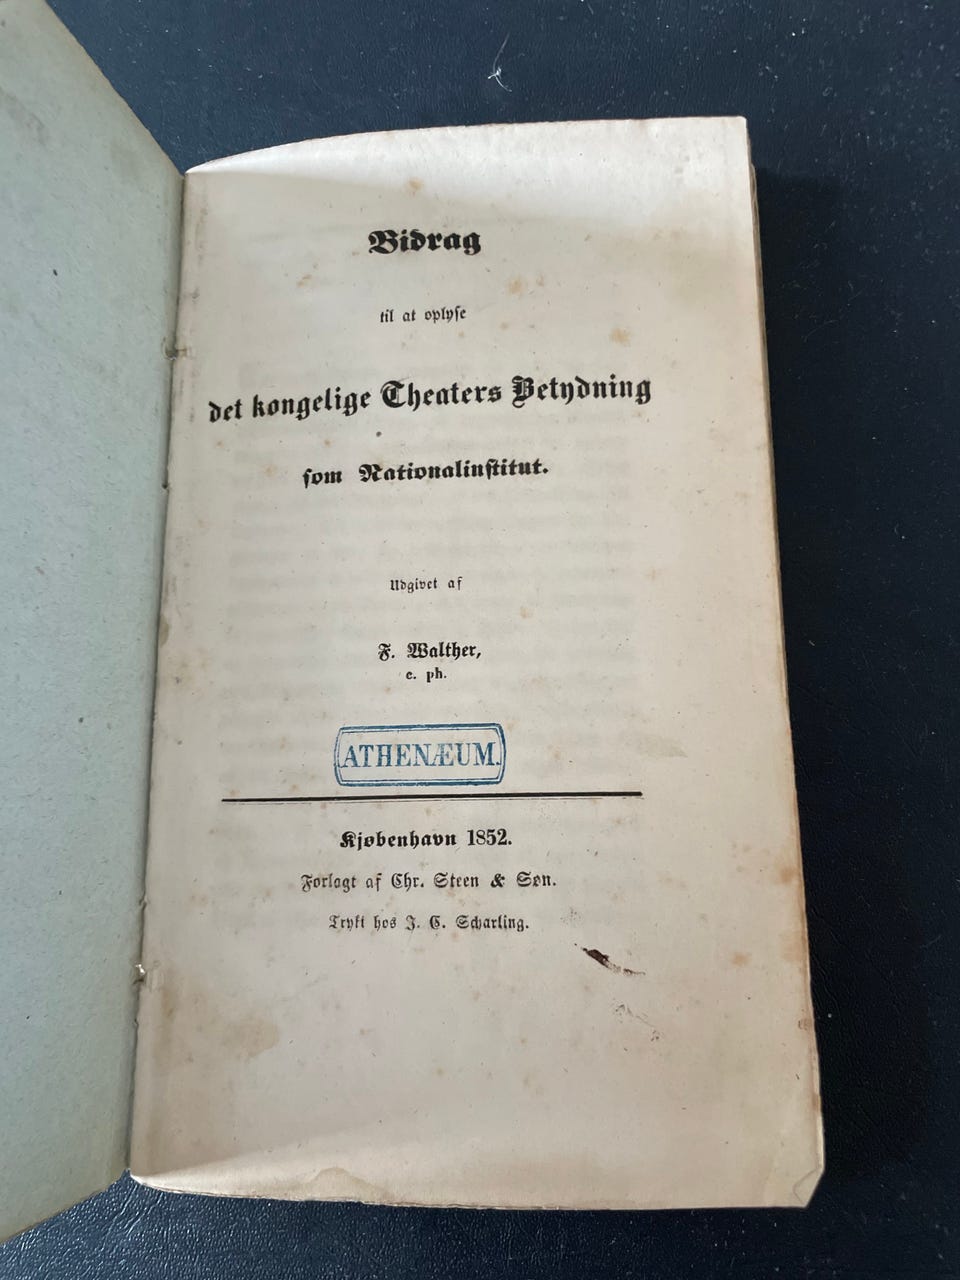 Bidrag
til at oplyse
det kongelige Theaters Betydning
som Nationalinstitut.
Udgivet af
F. Walther,
c. ph.
ATHENÆUM.
Kjøbenhavn 1852.
Forlagt af Chr. Steen & Søn.
Trykt hos J. C. Scharling.